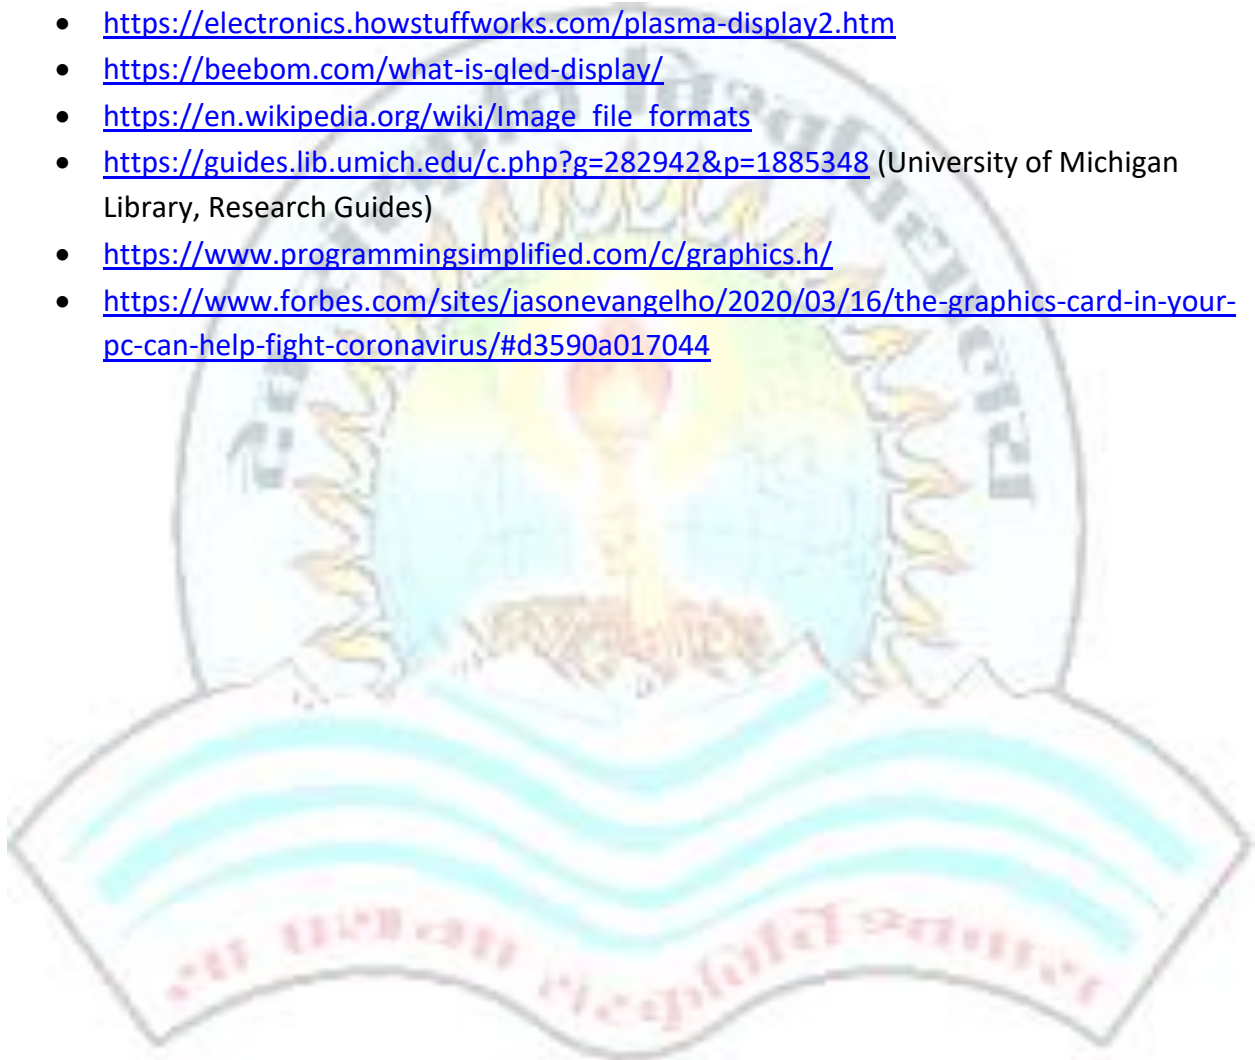 • https://electronics.howstuffworks.com/plasma-display2.htm
• https://beebom.com/what-is-qled-display/
• https://en.wikipedia.org/wiki/Image_file_formats
• https://guides.lib.umich.edu/c.php?g=282942&p=1885348 (University of Michigan
Library, Research Guides)
• https://www.programmingsimplified.com/c/graphics.h/
• https://www.forbes.com/sites/jasonevangelho/2020/03/16/the-graphics-card-in-your-
pc-can-help-fight-coronavirus/#d3590a017044